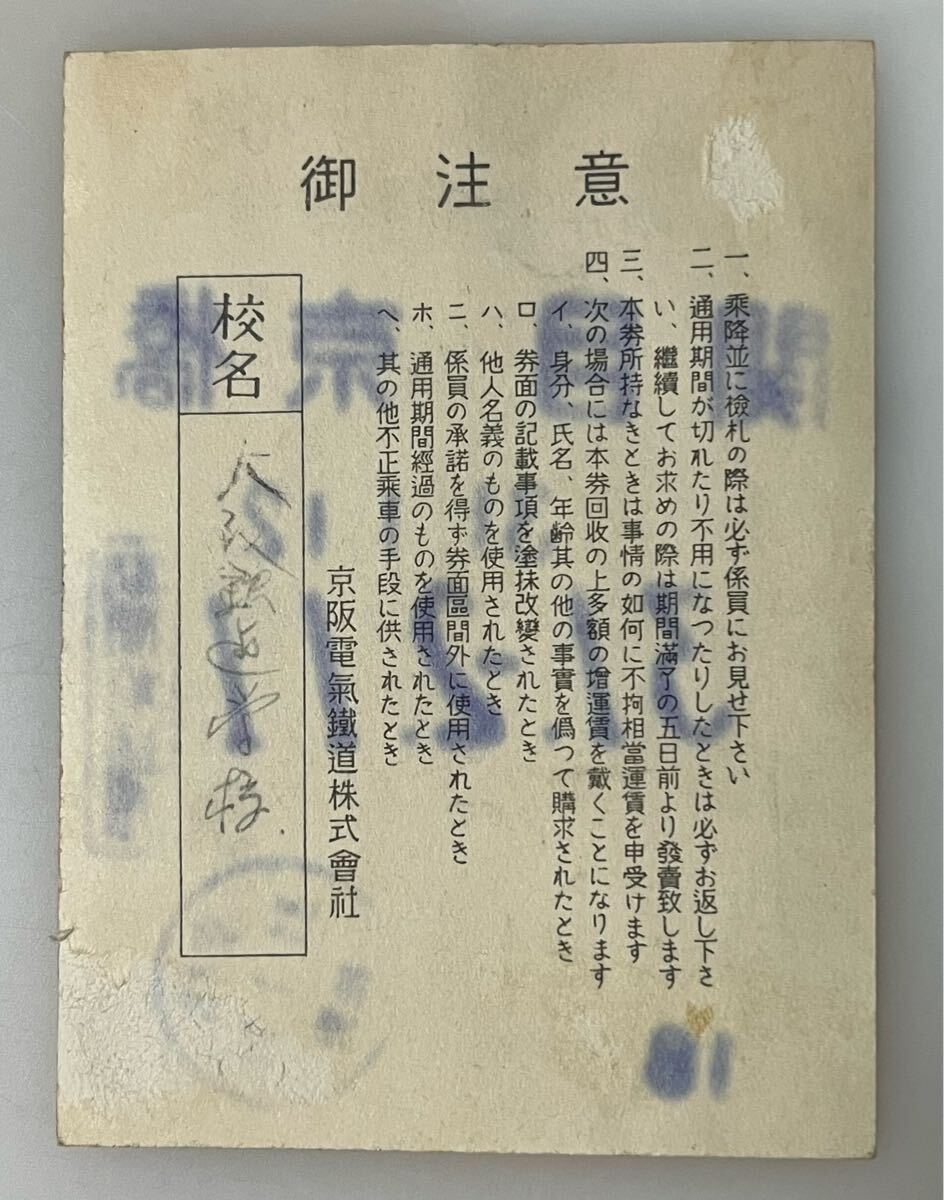 御注意
一、乘降並に檢札の際は必ず係員にお見せ下さい
二、通用期間が切れたり不用になつたりしたときは必ずお返し下さ
い、繼續してお求めの際は期間滿了の五日前より發賣致します
三、本券所持なきときは事情の如何に不拘相當運賃を申受けます
四、次の場合には本券回收の上多額の增運賃を戴くことになります
イ、身分、氏名、年齡其の他の事實を僞つて購求されたとき
ロ、券面の記載事項を塗抹改變されたとき
ハ、他人名義のものを使用されたとき
ニ、係員の承諾を得ず券面區間外に使用されたとき
ホ、通用期間經過のものを使用されたとき
ヘ、其の他不正乘車の手段に供されたとき
京阪電氣鐵道株式會社
校名